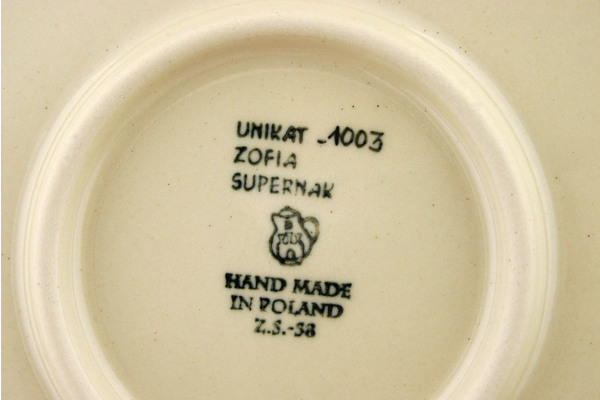 UNIKAT -1003
ZOFIA
SUPERNAK
HAND MADE
IN POLAND
Z.S.-38